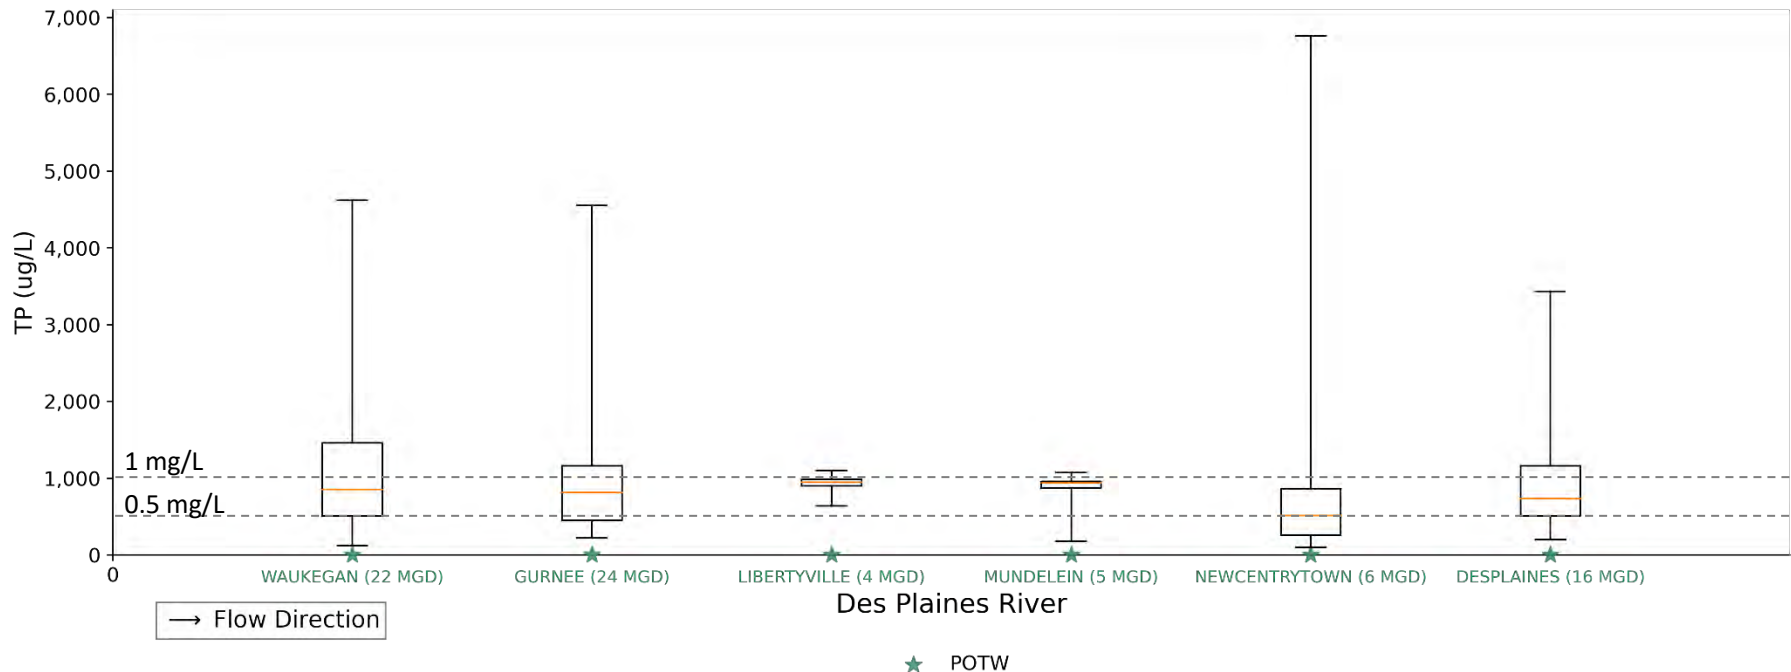 7,000
6,000
5,000
4,000
3,000
2,000
1,000
0
TP (ug/L)
1 mg/L
0.5 mg/L
0
WAUKEGAN (22 MGD)
GURNEE (24 MGD)
LIBERTYVILLE (4 MGD)
MUNDELEIN (5 MGD)
NEWCENTRYTOWN (6 MGD)
DESPLAINES (16 MGD)
Des Plaines River
→ Flow Direction
POTW